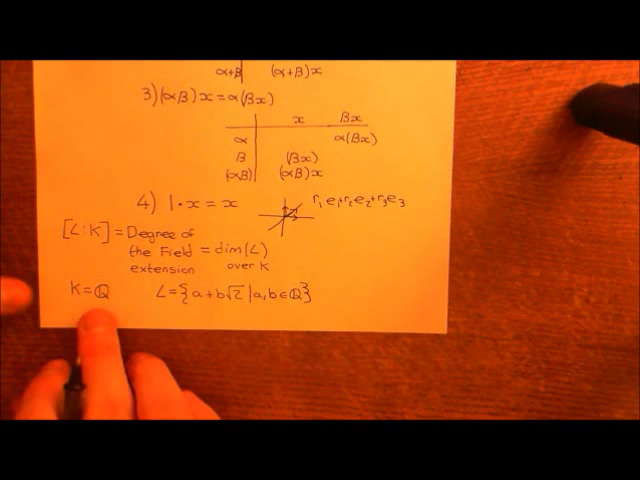 α+β (α+β)x
3) (αβ)x = α(βx)
x βx
α α(βx)
β (βx)
(αβ) (αβ)x
4) 1·x = x r₁e₁+r₂e₂+r₃e₃
[L:K] = Degree of
the Field = dim(L)
extension over K
K = ℚ L = {a + b√2 | a, b ∈ ℚ}